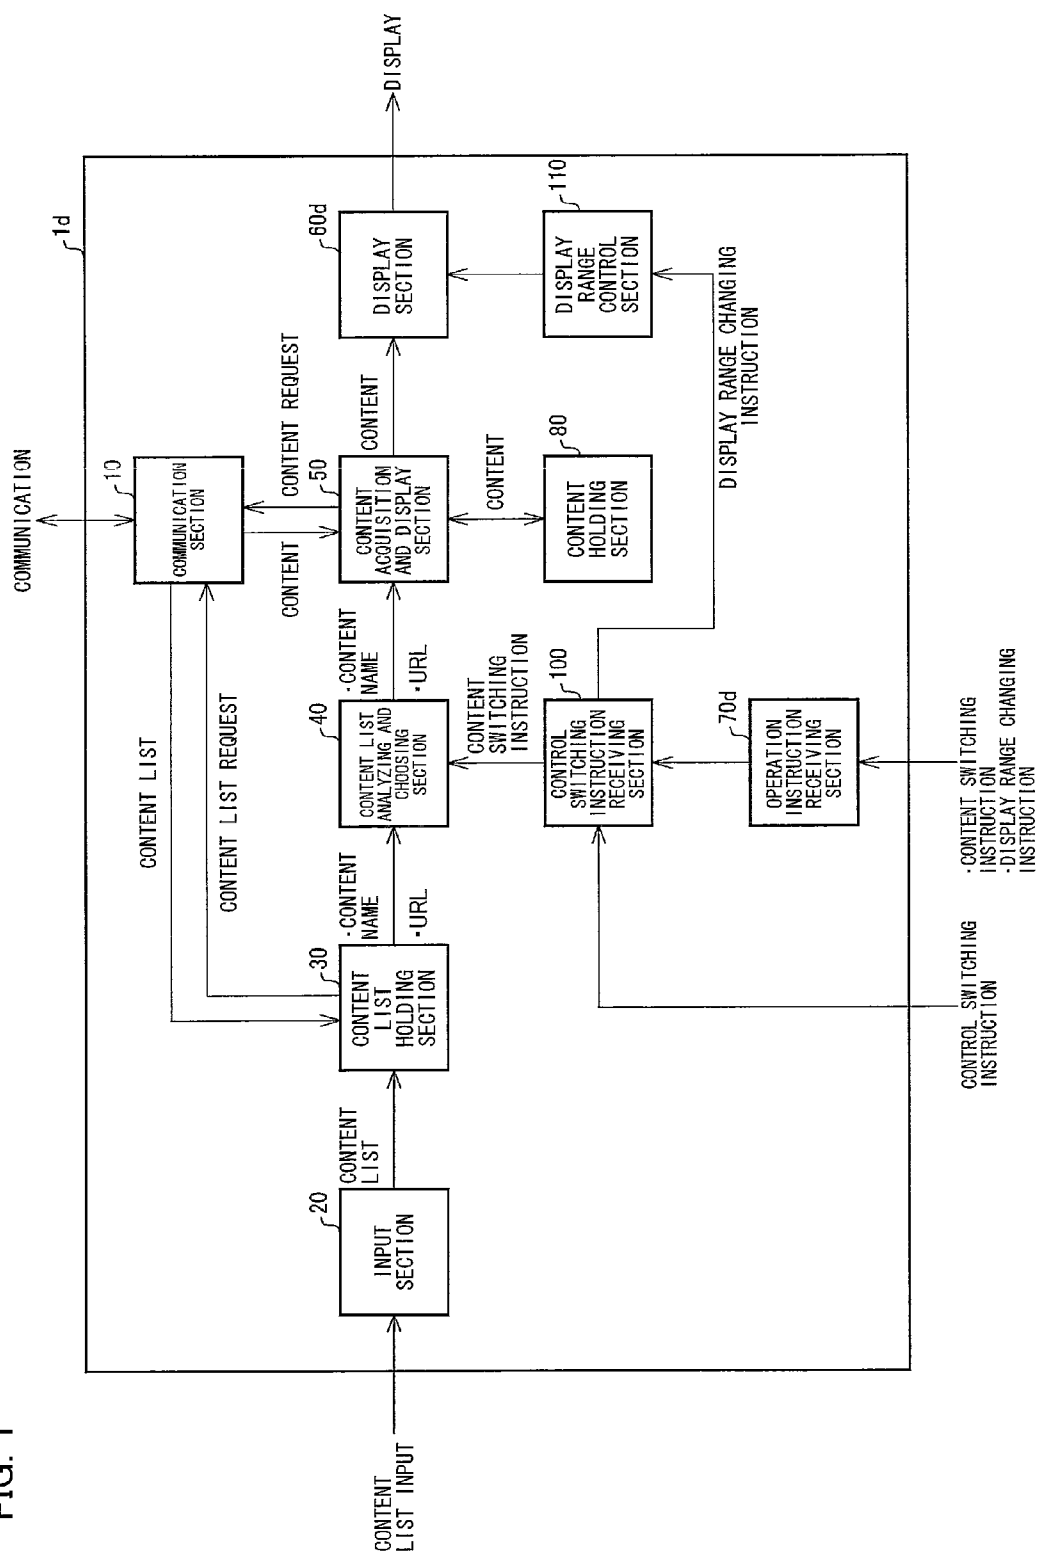 FIG. 1
COMMUNICATION
1d
10
COMMUNICATION
SECTION
CONTENT LIST
CONTENT LIST REQUEST
CONTENT
CONTENT REQUEST
CONTENT
LIST INPUT
20
INPUT
SECTION
CONTENT
LIST
30
CONTENT
LIST
HOLDING
SECTION
·CONTENT
NAME
·URL
40
CONTENT LIST
ANALYZING AND
CHOOSING
SECTION
·CONTENT
NAME
·URL
50
CONTENT
ACQUISITION
AND DISPLAY
SECTION
CONTENT
60d
DISPLAY
SECTION
DISPLAY
CONTENT
SWITCHING
INSTRUCTION
CONTENT
100
CONTROL
SWITCHING
INSTRUCTION
RECEIVING
SECTION
80
CONTENT
HOLDING
SECTION
110
DISPLAY
RANGE
CONTROL
SECTION
DISPLAY RANGE CHANGING
INSTRUCTION
70d
OPERATION
INSTRUCTION
RECEIVING
SECTION
CONTROL SWITCHING
INSTRUCTION
·CONTENT SWITCHING
INSTRUCTION
·DISPLAY RANGE CHANGING
INSTRUCTION